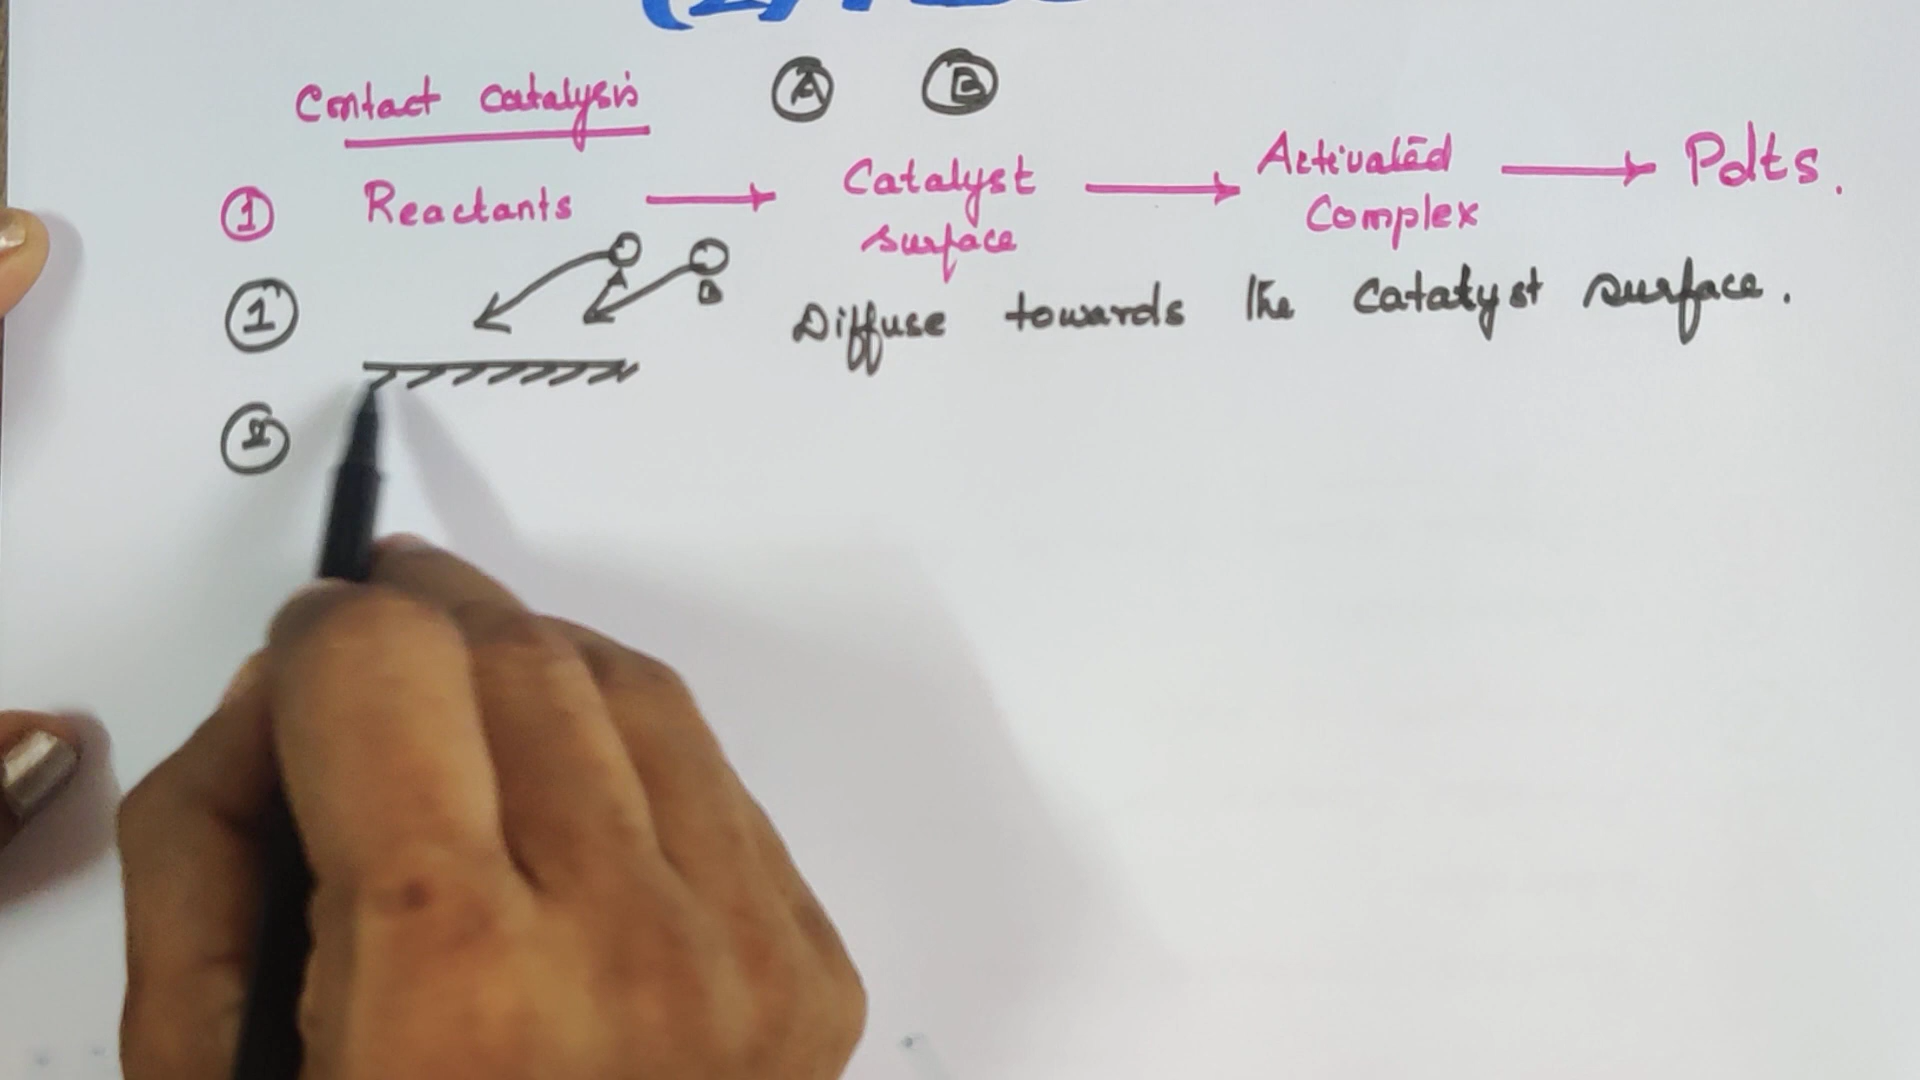 Contact catalysis
A B
1 Reactants → Catalyst surface → Activated Complex → Pdts.
1 A B Diffuse towards the catalyst surface.
2